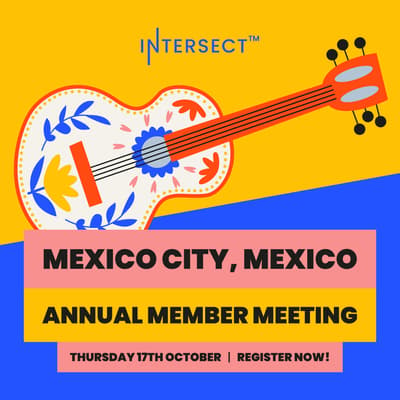 INTERSECT™
MEXICO CITY, MEXICO
ANNUAL MEMBER MEETING
THURSDAY 17TH OCTOBER | REGISTER NOW!